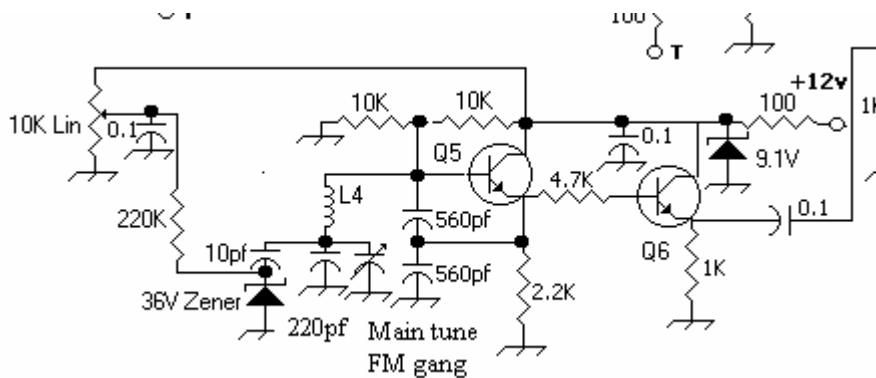 100
T
+12v
10K
10K
100
1K
10K Lin
0.1
0.1
Q5
9.1V
4.7K
L4
220K
560pf
0.1
10pf
Q6
560pf
1K
36V Zener
2.2K
220pf
Main tune
FM gang